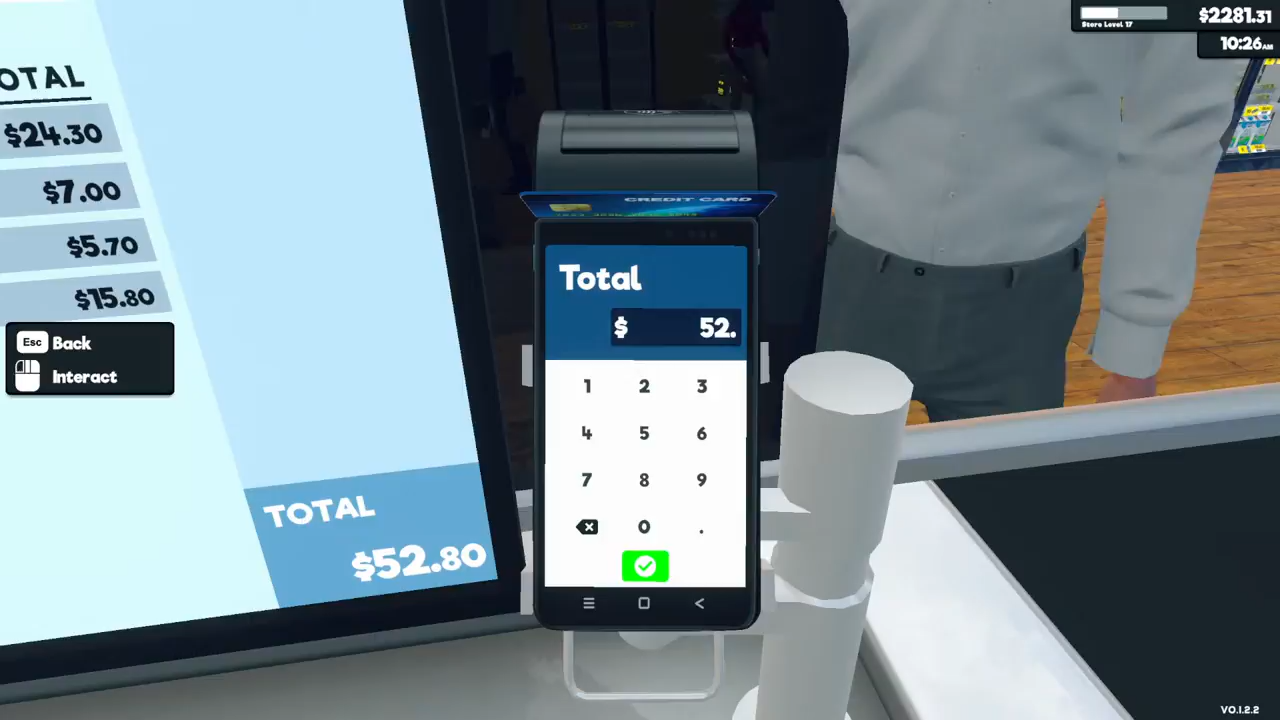 $2281.31
Store Level 17
10:26AM
OTAL
$24.30
$7.00
$5.70
$15.80
Esc Back
Interact
TOTAL
$52.80
CREDIT CARD
Total
$ 52.
1 2 3
4 5 6
7 8 9
0 .
V0.1.2.2